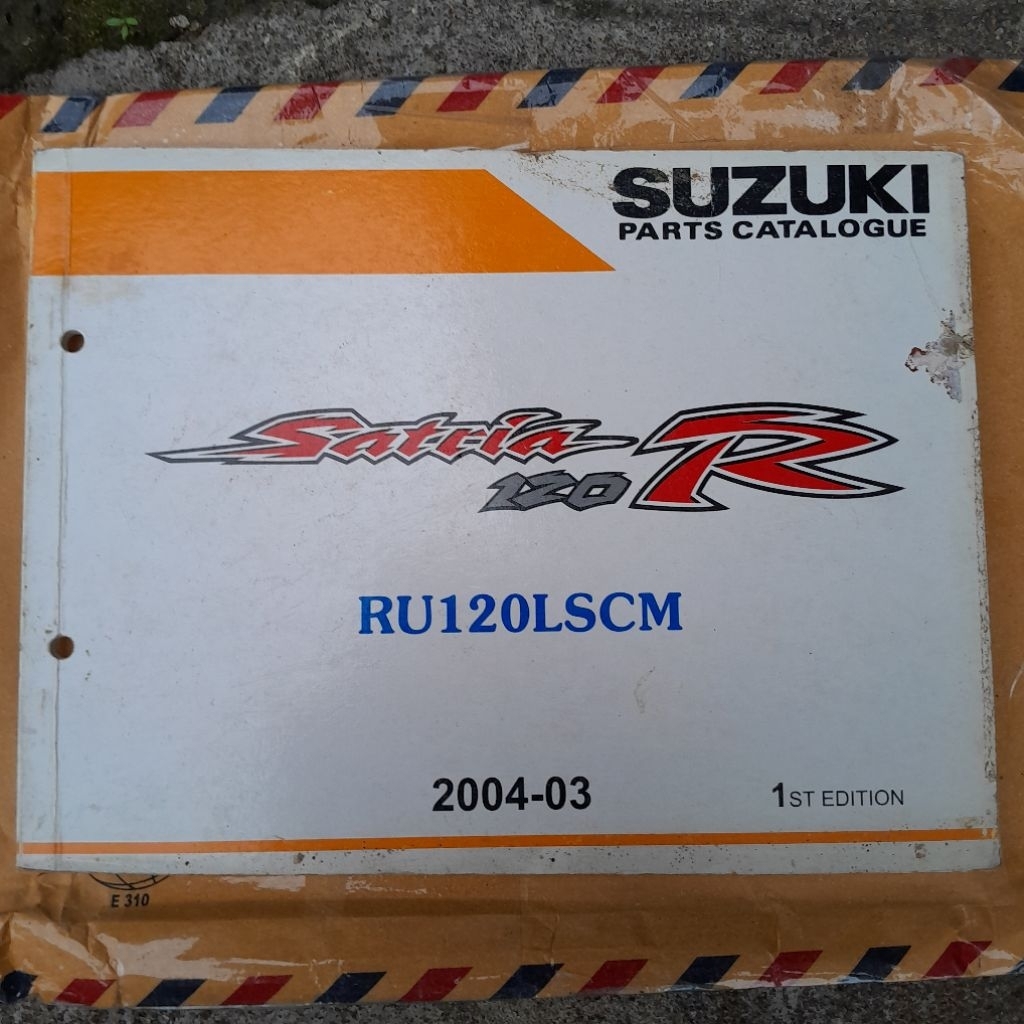 SUZUKI
PARTS CATALOGUE
Satria R
120
RU120LSCM
2004-03
1ST EDITION
E 310